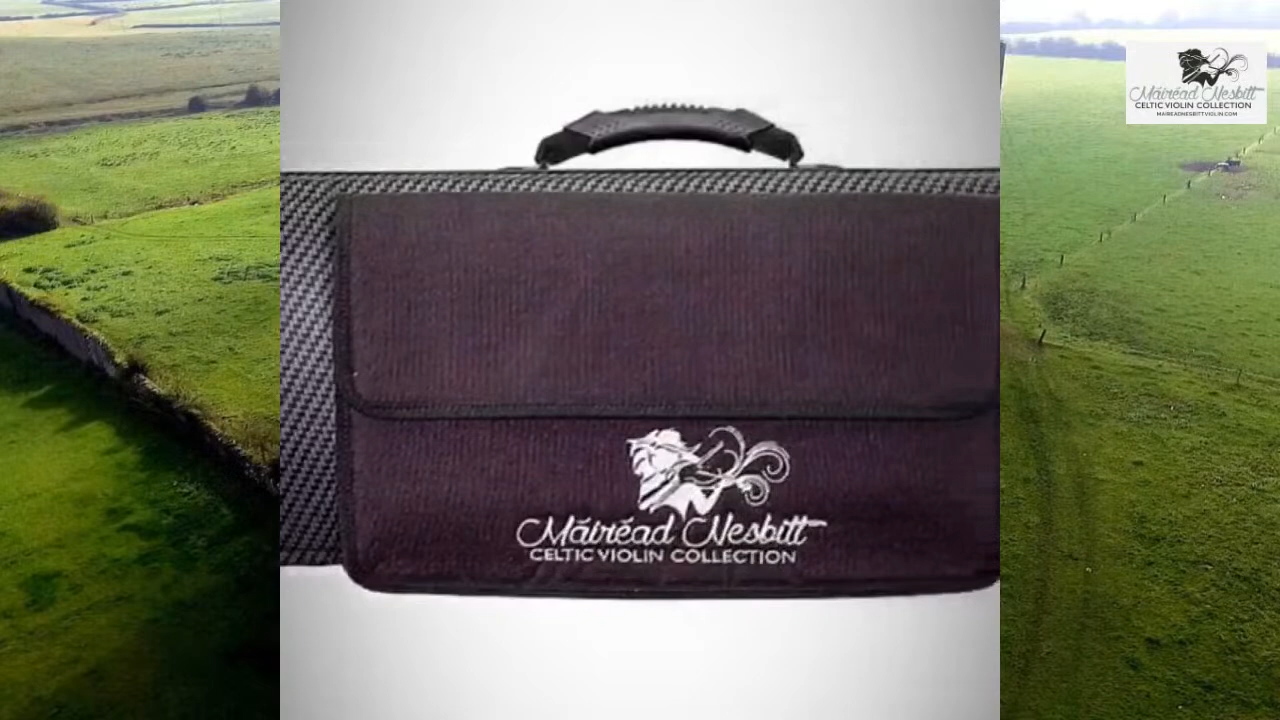 Máiréad Nesbitt
CELTIC VIOLIN COLLECTION
MAIREADNESBITTVIOLIN.COM
Máiréad Nesbitt
CELTIC VIOLIN COLLECTION